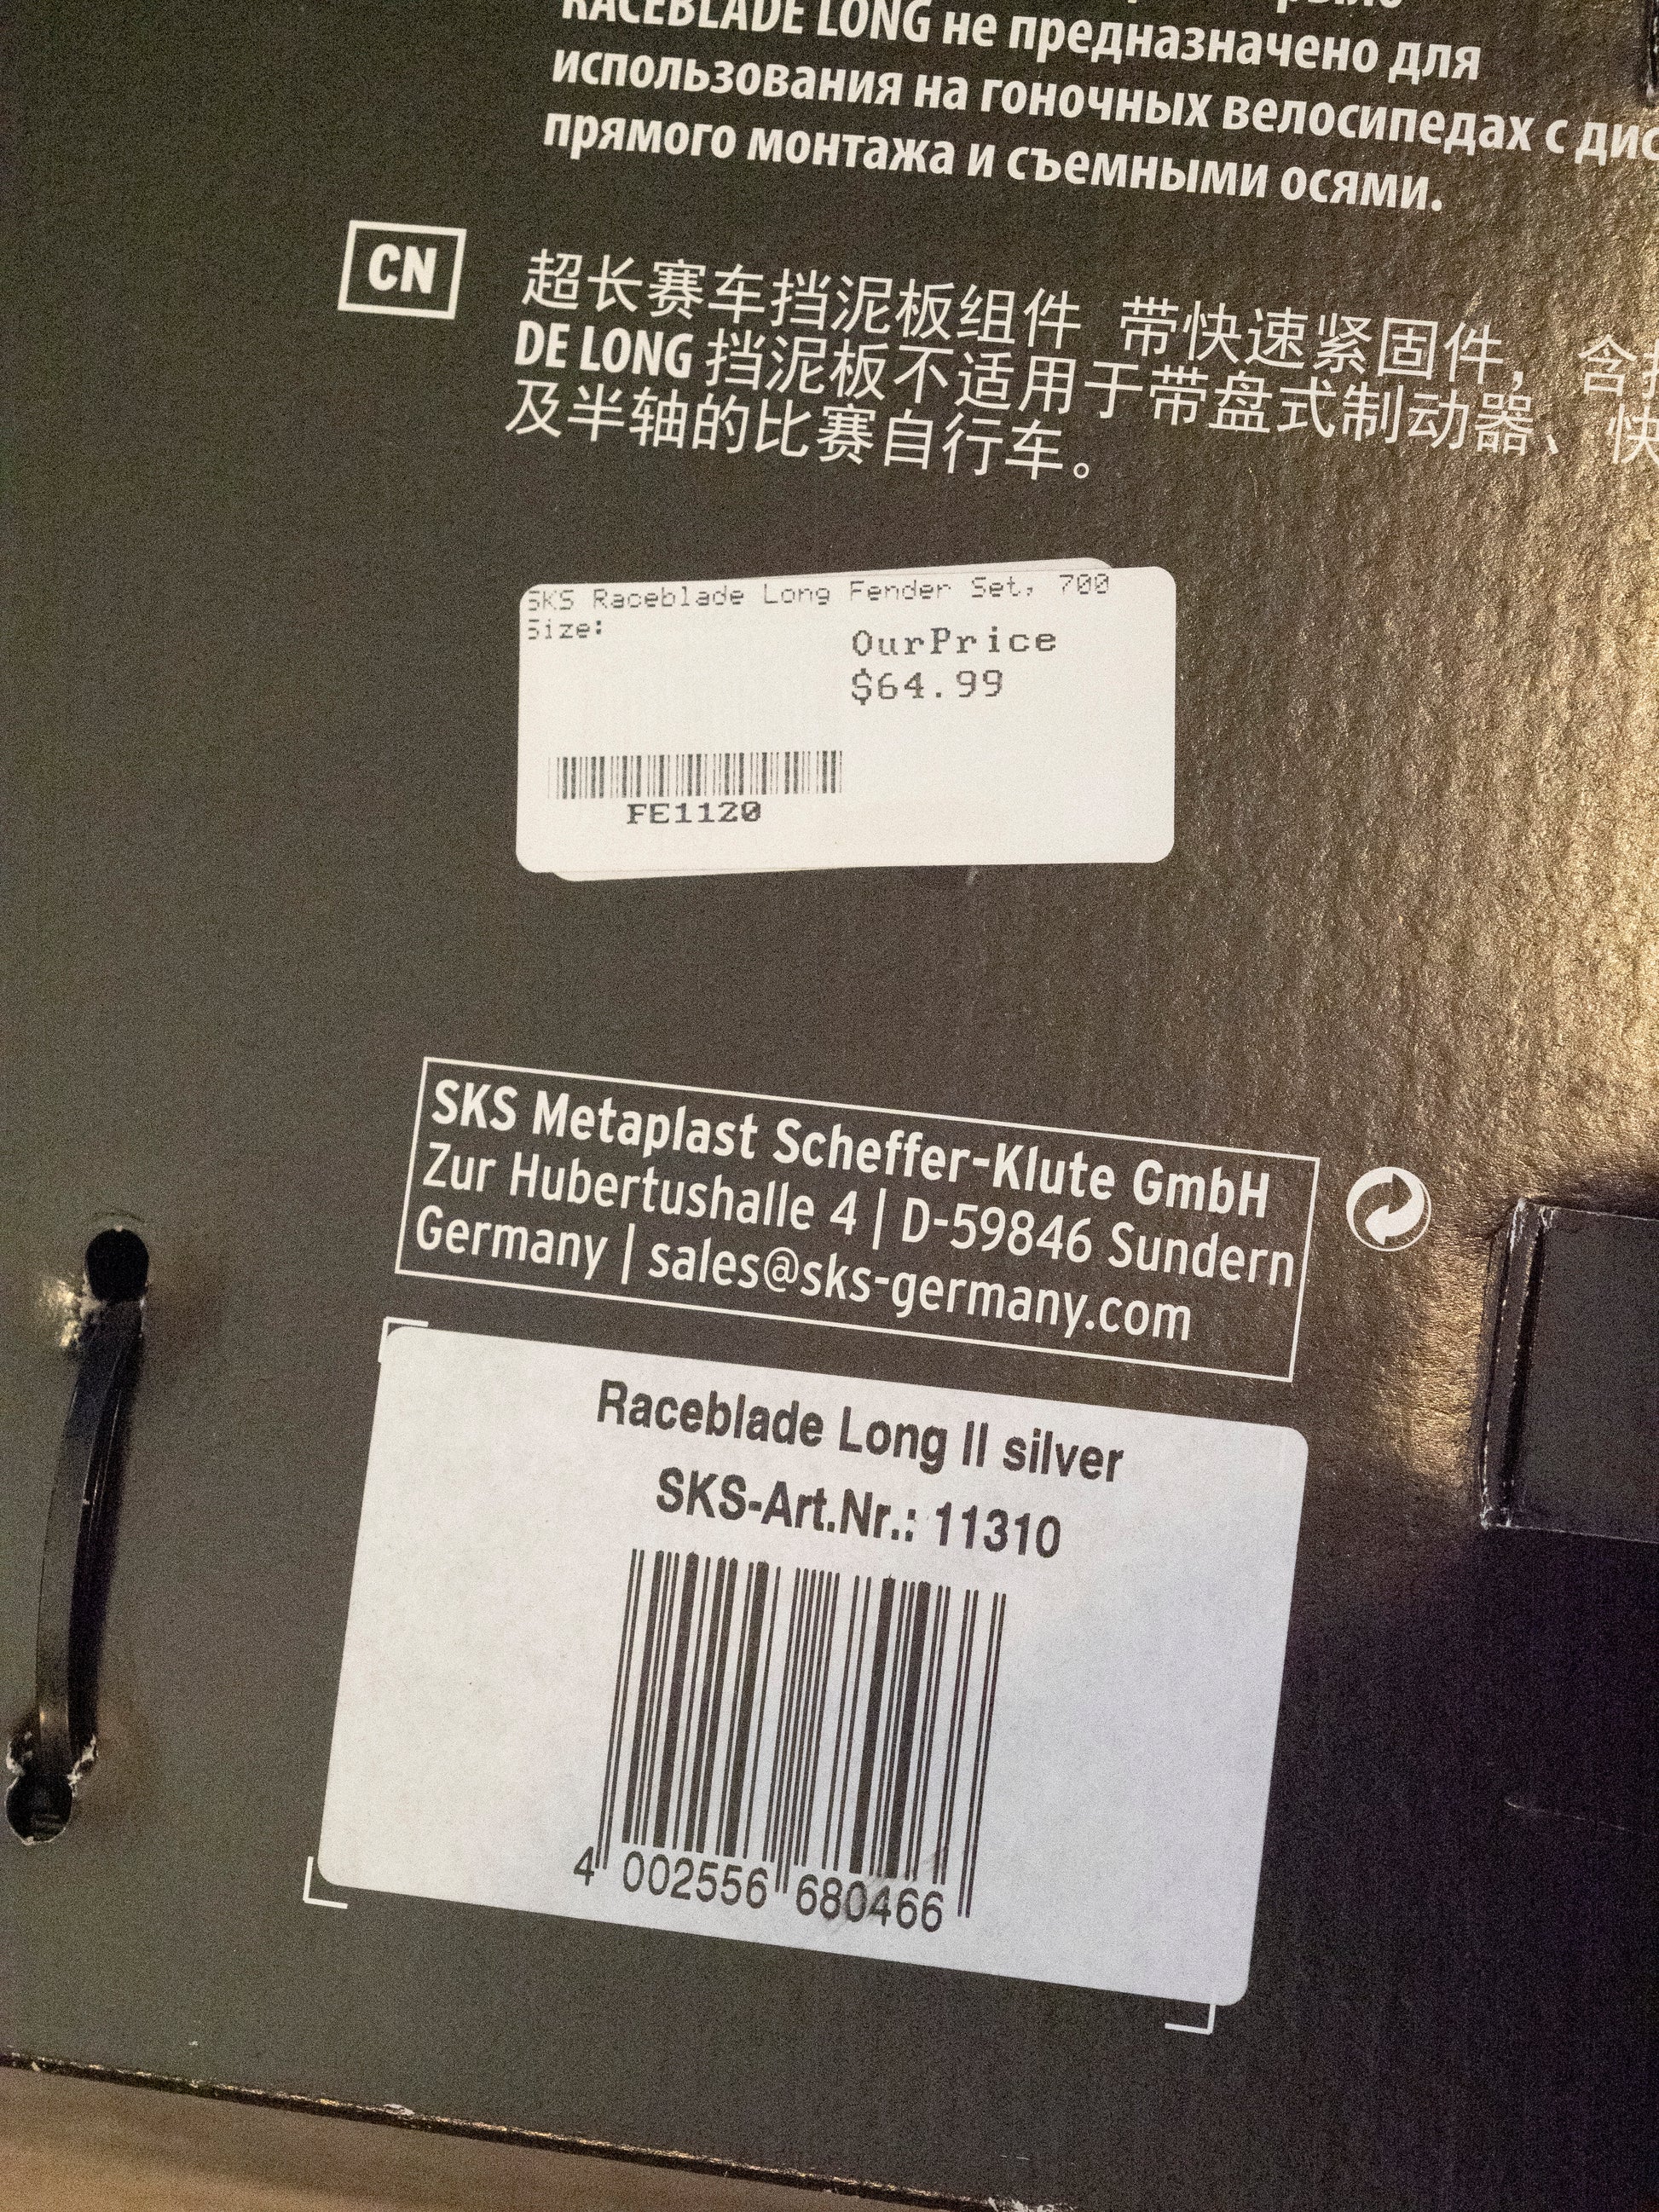 RACEBLADE LONG не предназначено для
использования на гоночных велосипедах с
прямого монтажа и съемными осями.
CN
超长赛车挡泥板组件 带快速紧固件， 含
DE LONG 挡泥板不适用于带盘式制动器、快
及半轴的比赛自行车。
SKS Raceblade Long Fender Set, 700
Size:
OurPrice
$64.99
FE1120
SKS Metaplast Scheffer-Klute GmbH
Zur Hubertushalle 4 | D-59846 Sundern
Germany | sales@sks-germany.com
Raceblade Long II silver
SKS-Art.Nr.: 11310
4 002556 680466